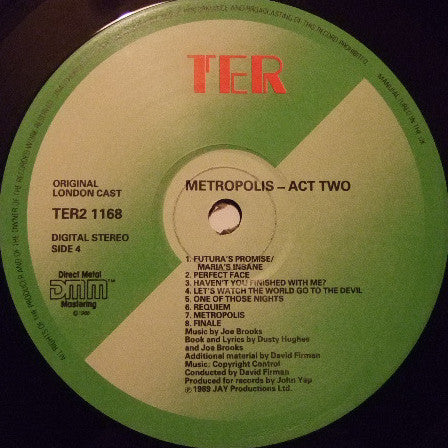 TER
ORIGINAL
LONDON CAST
TER2 1168
DIGITAL STEREO
SIDE 4
Direct Metal
DMM™
Mastering
METROPOLIS – ACT TWO
1. FUTURA'S PROMISE/
MARIA'S INSANE
2. PERFECT FACE
3. HAVEN'T YOU FINISHED WITH ME?
4. LET'S WATCH THE WORLD GO TO THE DEVIL
5. ONE OF THOSE NIGHTS
6. REQUIEM
7. METROPOLIS
8. FINALE
Music by Joe Brooks
Book and Lyrics by Dusty Hughes
and Joe Brooks
Additional material by David Firman
Music: Copyright Control
Conducted by David Firman
Produced for records by John Yap
℗ 1989 JAY Productions Ltd.